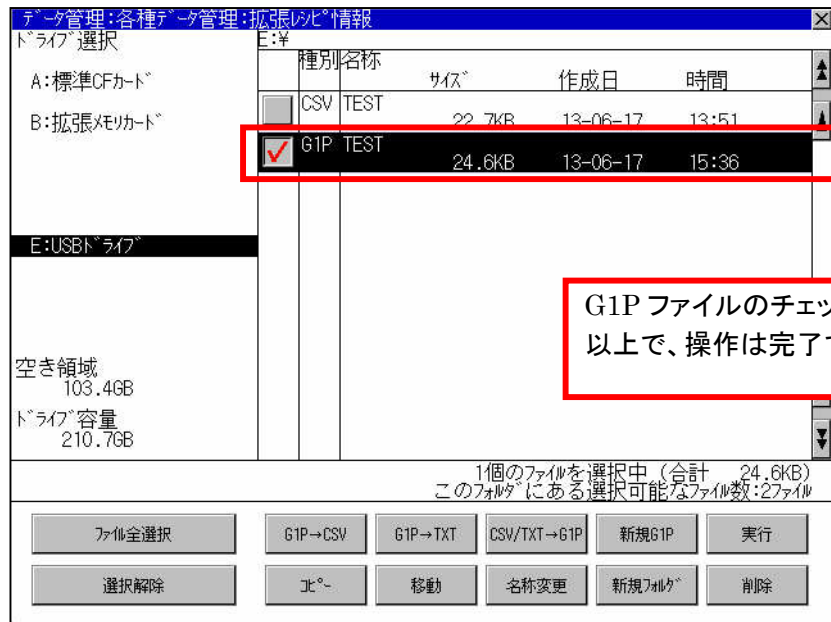 ﾃﾞｰﾀ管理:各種ﾃﾞｰﾀ管理:拡張ﾚｼﾋﾟ情報
ﾄﾞﾗｲﾌﾞ選択
E:¥
種別 名称
ｻｲｽﾞ 作成日 時間
A:標準CFｶｰﾄﾞ
CSV TEST
22.7KB 13-06-17 13:51
B:拡張ﾒﾓﾘｶｰﾄﾞ
G1P TEST
24.6KB 13-06-17 15:36
E:USBﾄﾞﾗｲﾌﾞ
G1P ファイルのチェッ
以上で、操作は完了
空き領域
103.4GB
ﾄﾞﾗｲﾌﾞ容量
210.7GB
1個のﾌｧｲﾙを選択中 (合計 24.6KB)
このﾌｫﾙﾀﾞにある選択可能なﾌｧｲﾙ数:2ﾌｧｲﾙ
ﾌｧｲﾙ全選択 G1P→CSV G1P→TXT CSV/TXT→G1P 新規G1P 実行
選択解除 ｺﾋﾟｰ 移動 名称変更 新規ﾌｫﾙﾀﾞ 削除